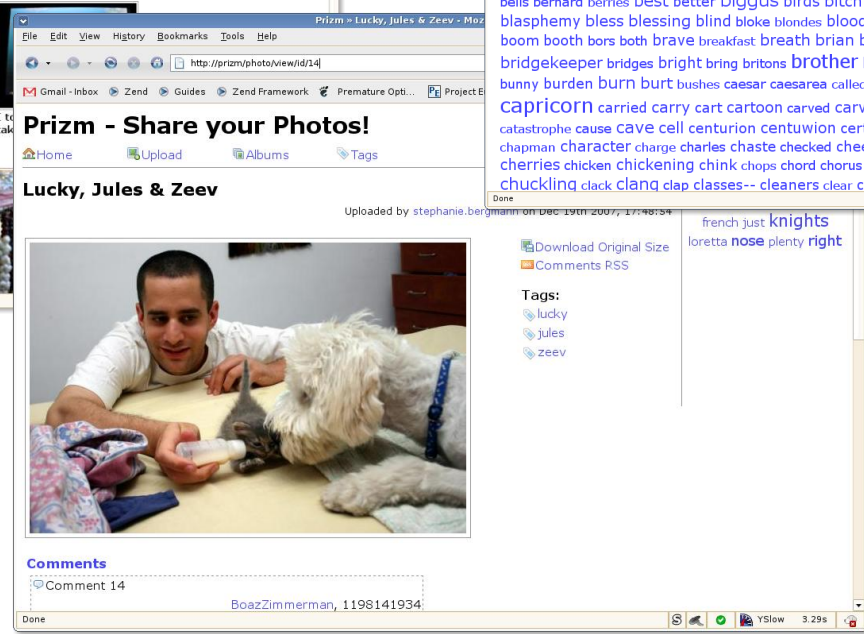 Prizm » Lucky, Jules & Zeev - Moz
File Edit View History Bookmarks Tools Help
http://prizm/photo/view/id/14
Gmail - Inbox Zend Guides Zend Framework Premature Opti... Project E
Prizm - Share your Photos!
Home Upload Albums Tags
Lucky, Jules & Zeev
Uploaded by stephanie.bergmann on Dec 19th 2007, 17:48:54
Download Original Size
Comments RSS
Tags:
lucky
jules
zeev
Comments
Comment 14
BoazZimmerman, 1198141934
Done
S YSlow 3.29s
bells bernard berries best better biggus birds bitch
blasphemy bless blessing blind bloke blondes
boom booth bors both brave breakfast breath brian
bridgekeeper bridges bright bring britons brother
bunny burden burn burt bushes caesar caesarea called
capricorn carried carry cart cartoon carved
catastrophe cause cave cell centurion centuwion
chapman character charge charles chaste checked
cherries chicken chickening chink chops chord chorus
chuckling clack clang clap classes-- cleaners clear
Done
french just knights
loretta nose plenty right